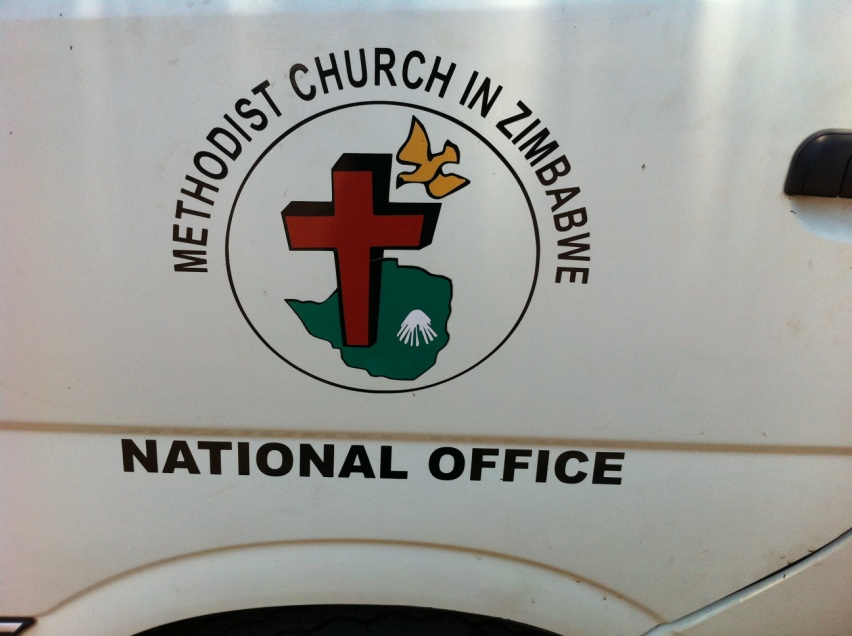 METHODIST CHURCH IN ZIMBABWE
NATIONAL OFFICE